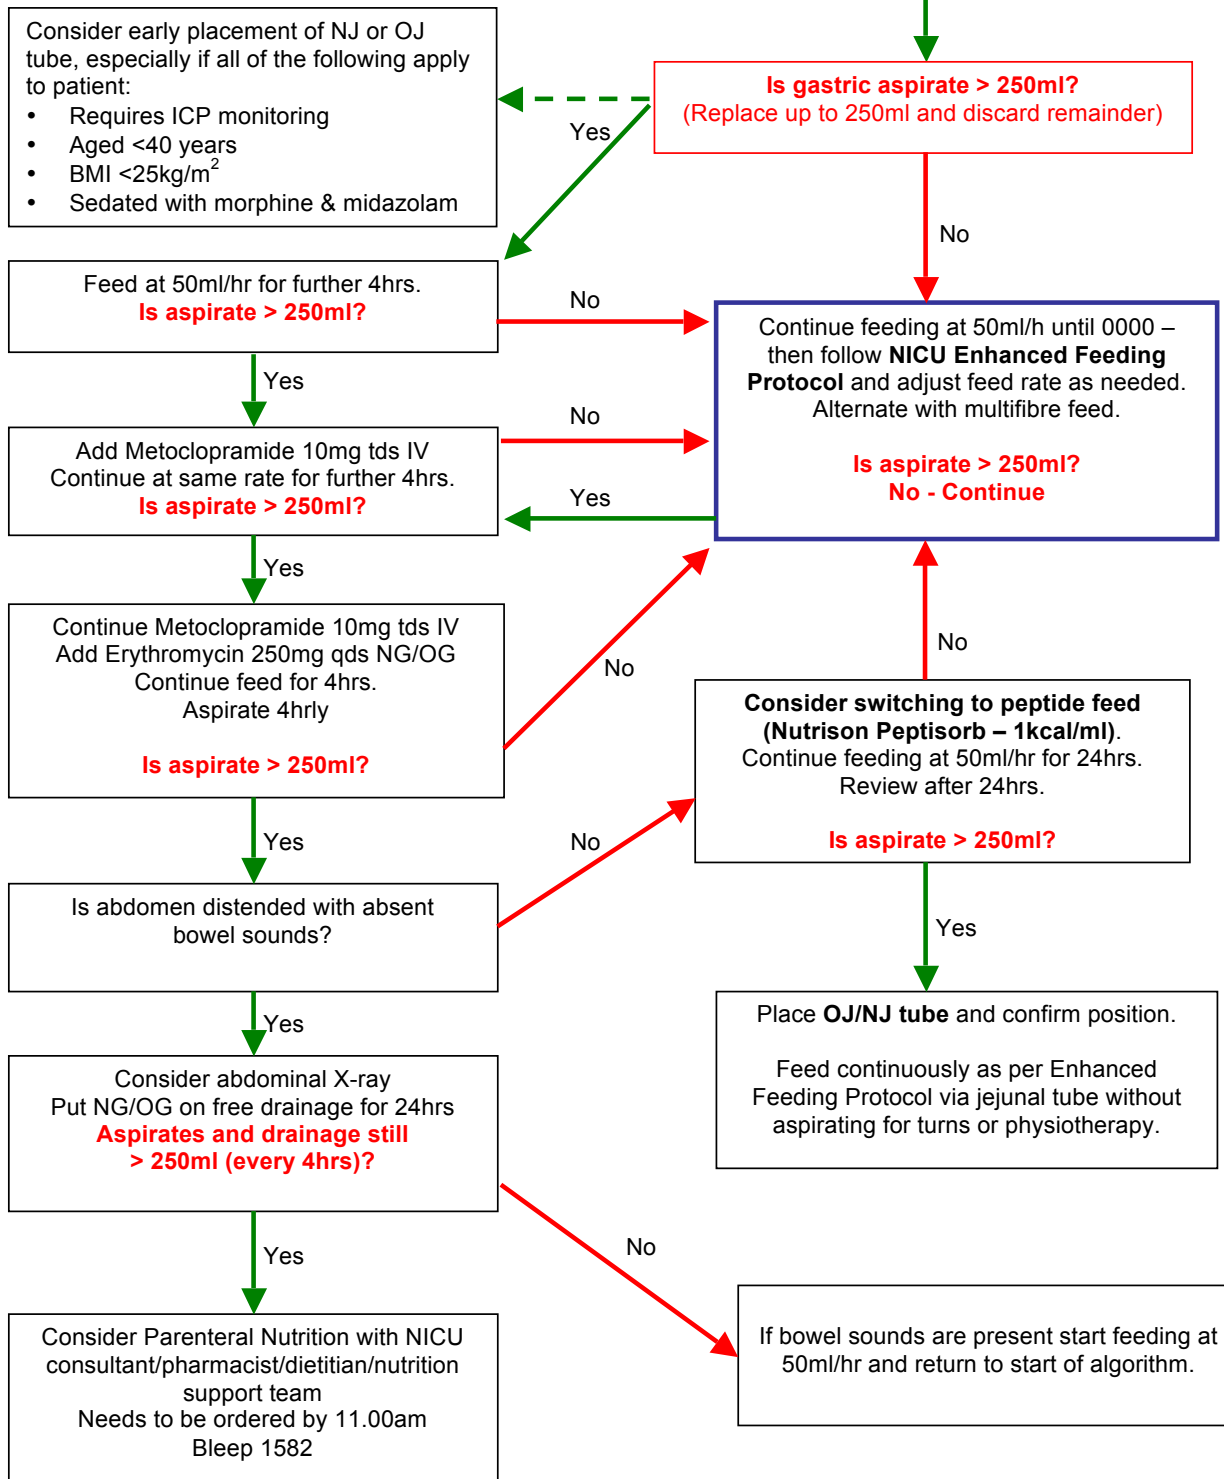 Consider early placement of NJ or OJ
tube, especially if all of the following apply
to patient:
• Requires ICP monitoring
• Aged <40 years
• BMI <25kg/m²
• Sedated with morphine & midazolam
Is gastric aspirate > 250ml?
(Replace up to 250ml and discard remainder)
Yes
No
Feed at 50ml/hr for further 4hrs.
Is aspirate > 250ml?
No
Yes
Continue feeding at 50ml/h until 0000 –
then follow NICU Enhanced Feeding
Protocol and adjust feed rate as needed.
Alternate with multifibre feed.
Is aspirate > 250ml?
No - Continue
Add Metoclopramide 10mg tds IV
Continue at same rate for further 4hrs.
Is aspirate > 250ml?
No
Yes
Yes
Continue Metoclopramide 10mg tds IV
Add Erythromycin 250mg qds NG/OG
Continue feed for 4hrs.
Aspirate 4hrly
Is aspirate > 250ml?
No
Yes
No
Consider switching to peptide feed
(Nutrison Peptisorb – 1kcal/ml).
Continue feeding at 50ml/hr for 24hrs.
Review after 24hrs.
Is aspirate > 250ml?
Is abdomen distended with absent
bowel sounds?
No
Yes
Yes
Place OJ/NJ tube and confirm position.
Feed continuously as per Enhanced
Feeding Protocol via jejunal tube without
aspirating for turns or physiotherapy.
Consider abdominal X-ray
Put NG/OG on free drainage for 24hrs
Aspirates and drainage still
> 250ml (every 4hrs)?
Yes
No
Consider Parenteral Nutrition with NICU
consultant/pharmacist/dietitian/nutrition
support team
Needs to be ordered by 11.00am
Bleep 1582
If bowel sounds are present start feeding at
50ml/hr and return to start of algorithm.